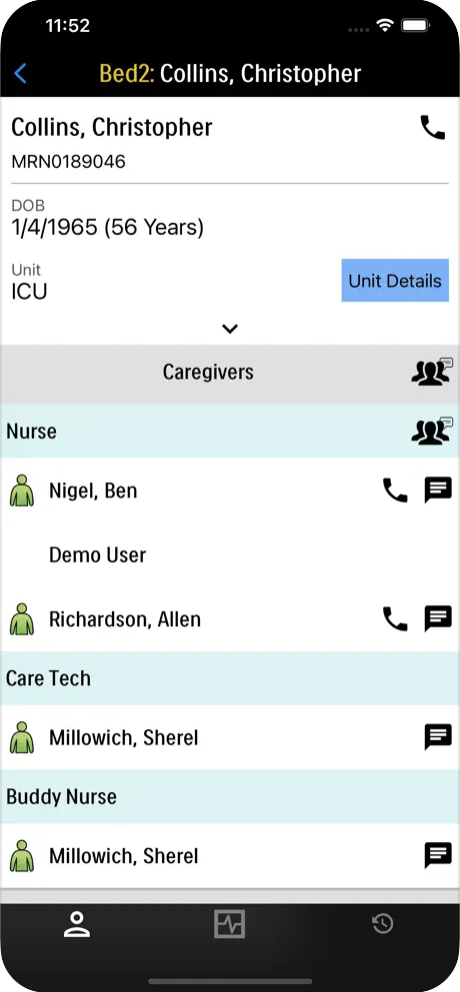 11:52
Bed2: Collins, Christopher
Collins, Christopher
MRN0189046
DOB
1/4/1965 (56 Years)
Unit
ICU
Unit Details
Caregivers
Nurse
Nigel, Ben
Demo User
Richardson, Allen
Care Tech
Millowich, Sherel
Buddy Nurse
Millowich, Sherel